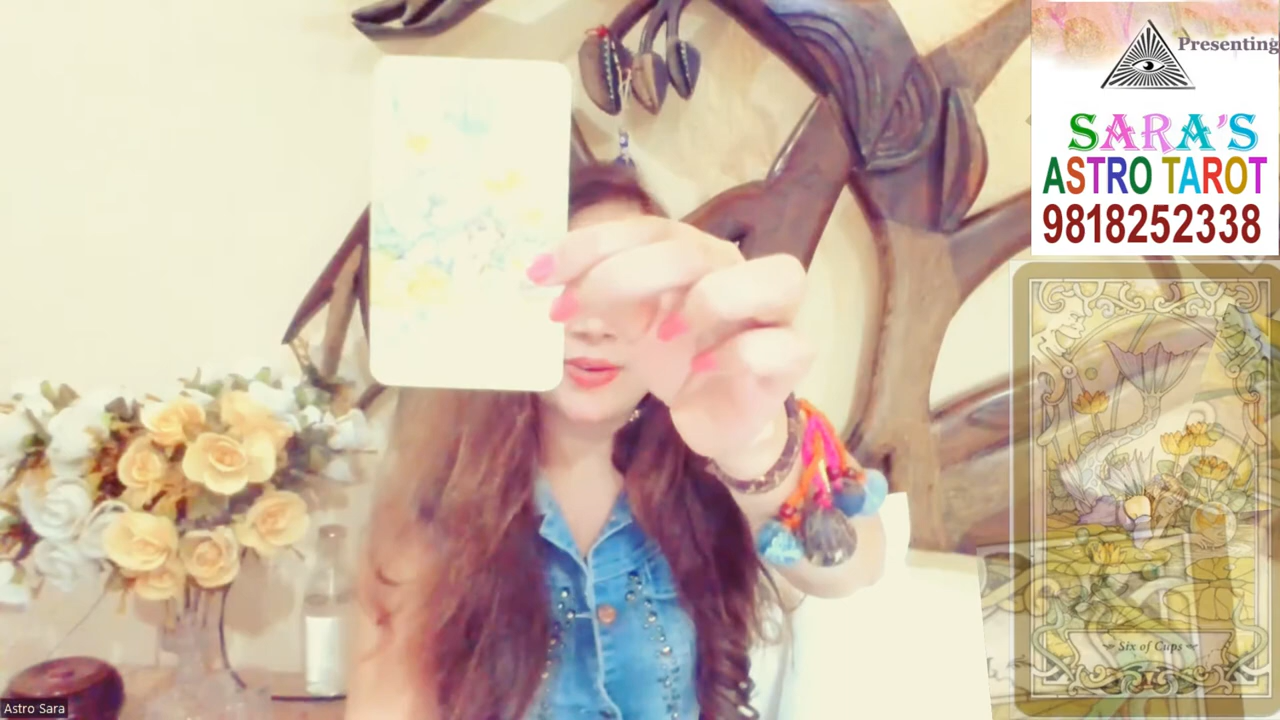 Presenting
SARA'S
ASTRO TAROT
9818252338
Six of Cups
Astro Sara